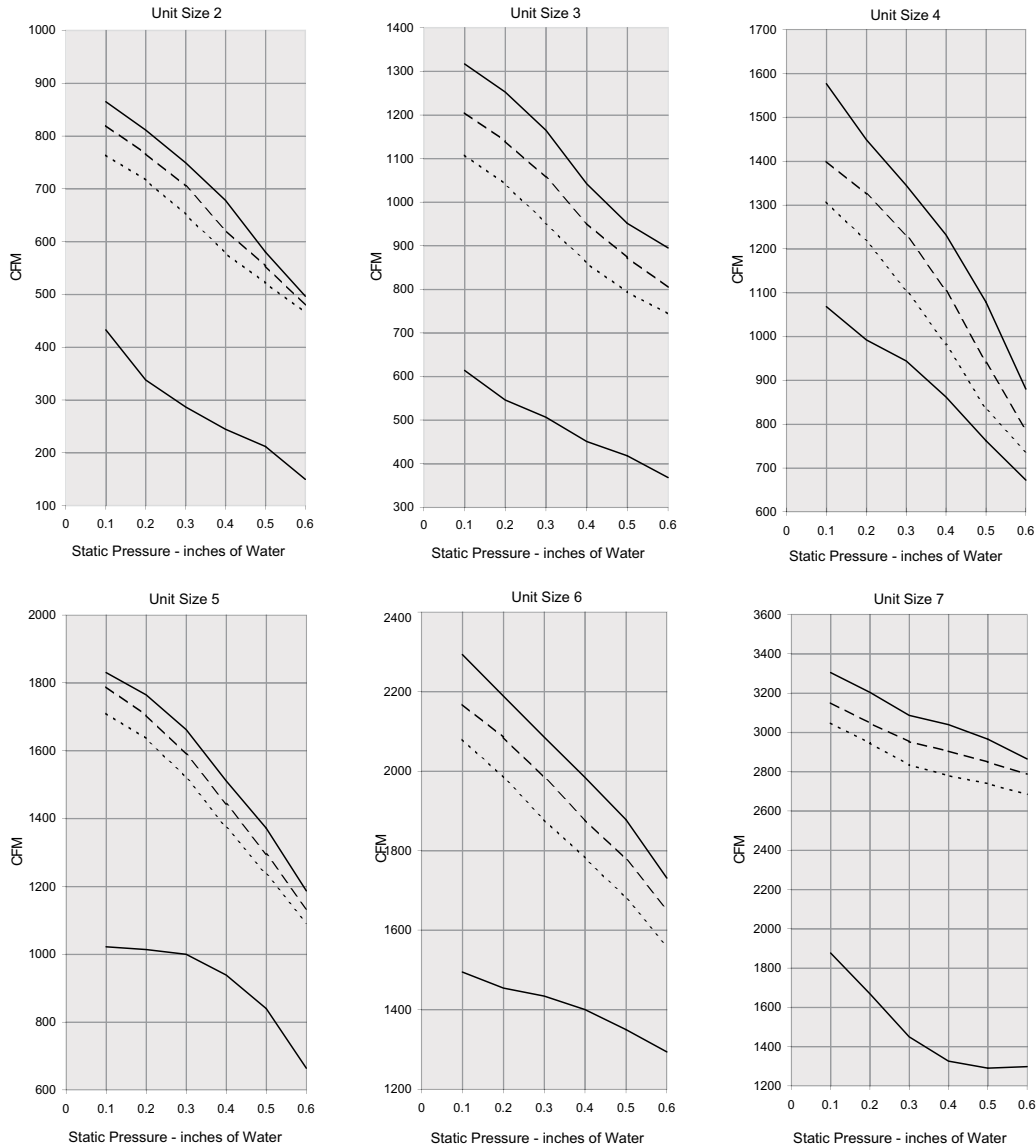 Unit Size 2
1000
900
800
700
600
500
400
300
200
100
CFM
0 0.1 0.2 0.3 0.4 0.5 0.6
Static Pressure - inches of Water
Unit Size 3
1400
1300
1200
1100
1000
900
800
700
600
500
400
300
CFM
0 0.1 0.2 0.3 0.4 0.5 0.6
Static Pressure - inches of Water
Unit Size 4
1700
1600
1500
1400
1300
1200
1100
1000
900
800
700
600
CFM
0 0.1 0.2 0.3 0.4 0.5 0.6
Static Pressure - inches of Water
Unit Size 5
2000
1800
1600
1400
1200
1000
800
600
CFM
0 0.1 0.2 0.3 0.4 0.5 0.6
Static Pressure - inches of Water
Unit Size 6
2400
2200
2000
1800
1600
1400
1200
CFM
0 0.1 0.2 0.3 0.4 0.5 0.6
Static Pressure - inches of Water
Unit Size 7
3600
3400
3200
3000
2800
2600
2400
2200
2000
1800
1600
1400
1200
CFM
0 0.1 0.2 0.3 0.4 0.5 0.6
Static Pressure - inches of Water